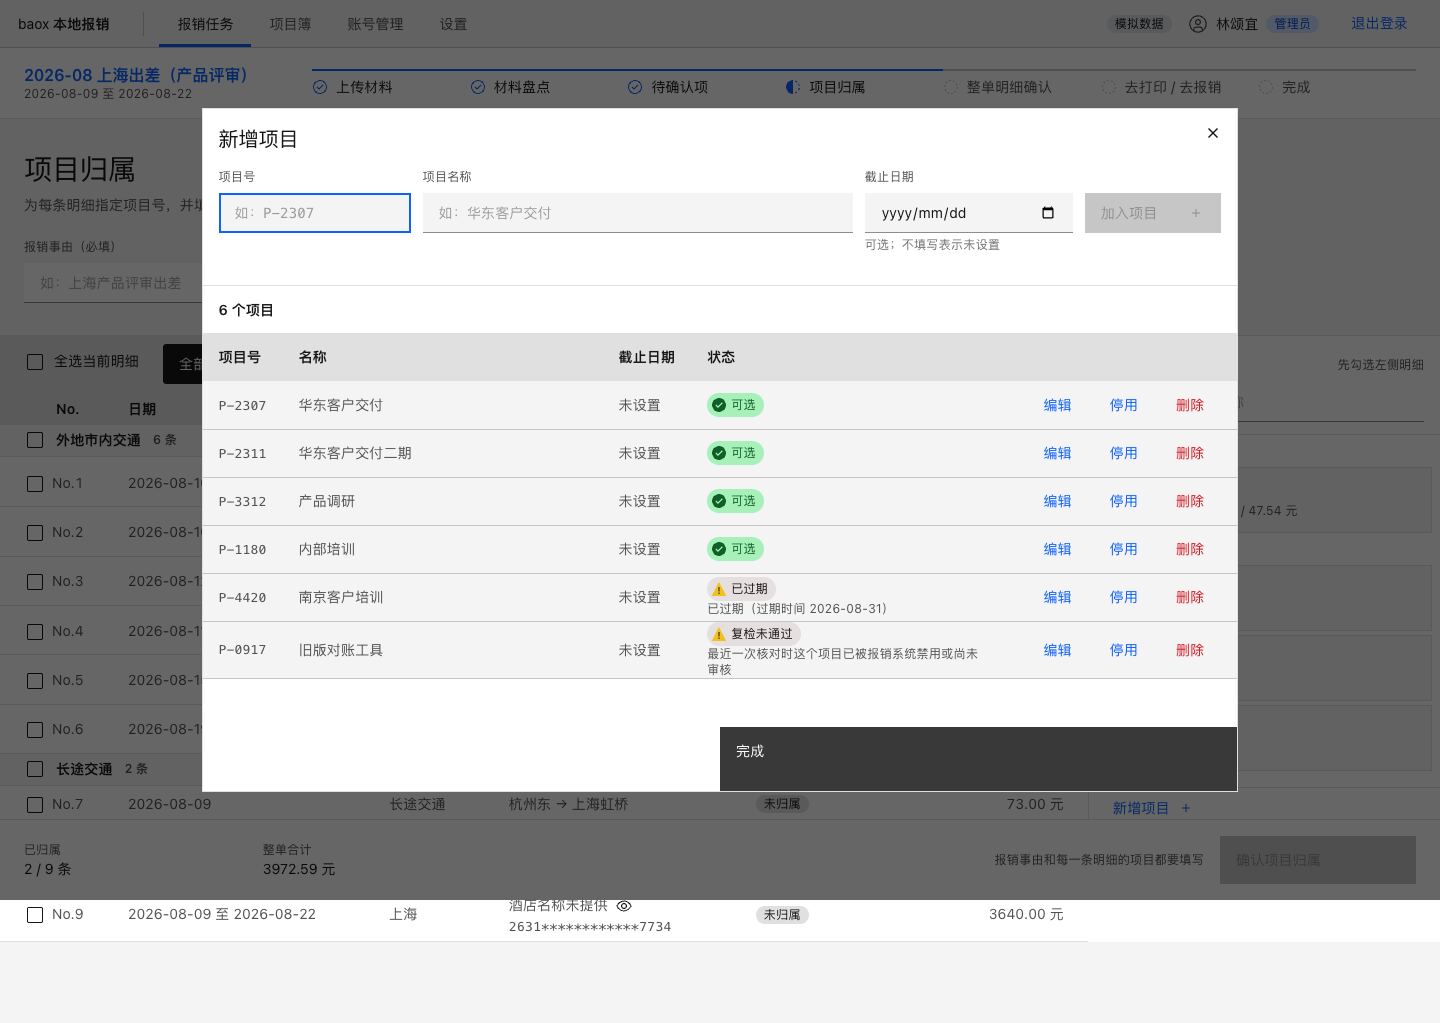 baox 本地报销
报销任务
项目簿
账号管理
设置
模拟数据
林颂宜
管理员
退出登录
2026-08 上海出差（产品评审）
2026-08-09 至 2026-08-22
上传材料
材料盘点
待确认项
项目归属
整单明细确认
去打印 / 去报销
完成
项目归属
为每条明细指定项目号，并填
报销事由（必填）
如：上海产品评审出差
全选当前明细
全部
先勾选左侧明细
No.
日期
外地市内交通 6 条
No.1 2026-08-10
No.2 2026-08-10
No.3 2026-08-1
No.4 2026-08-1
No.5 2026-08-1
No.6 2026-08-19
长途交通 2 条
No.7 2026-08-09 长途交通 杭州东 → 上海虹桥 未归属 73.00 元
/ 47.54 元
新增项目 +
新增项目
项目号
如：P-2307
项目名称
如：华东客户交付
截止日期
yyyy/mm/dd
可选；不填写表示未设置
加入项目 +
6 个项目
项目号 名称 截止日期 状态
P-2307 华东客户交付 未设置 可选 编辑 停用 删除
P-2311 华东客户交付二期 未设置 可选 编辑 停用 删除
P-3312 产品调研 未设置 可选 编辑 停用 删除
P-1180 内部培训 未设置 可选 编辑 停用 删除
P-4420 南京客户培训 未设置 已过期 编辑 停用 删除
已过期（过期时间 2026-08-31）
P-0917 旧版对账工具 未设置 复检未通过 编辑 停用 删除
最近一次核对时这个项目已被报销系统禁用或尚未
审核
完成
已归属
2 / 9 条
整单合计
3972.59 元
报销事由和每一条明细的项目都要填写
确认项目归属
No.9 2026-08-09 至 2026-08-22 上海 酒店名称未提供 未归属 3640.00 元
2631************7734